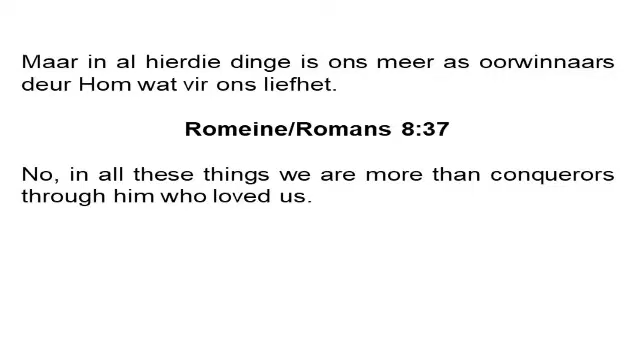 Maar in al hierdie dinge is ons meer as oorwinnaars
deur Hom wat vir ons liefhet.
Romeine/Romans 8:37
No, in all these things we are more than conquerors
through him who loved us.